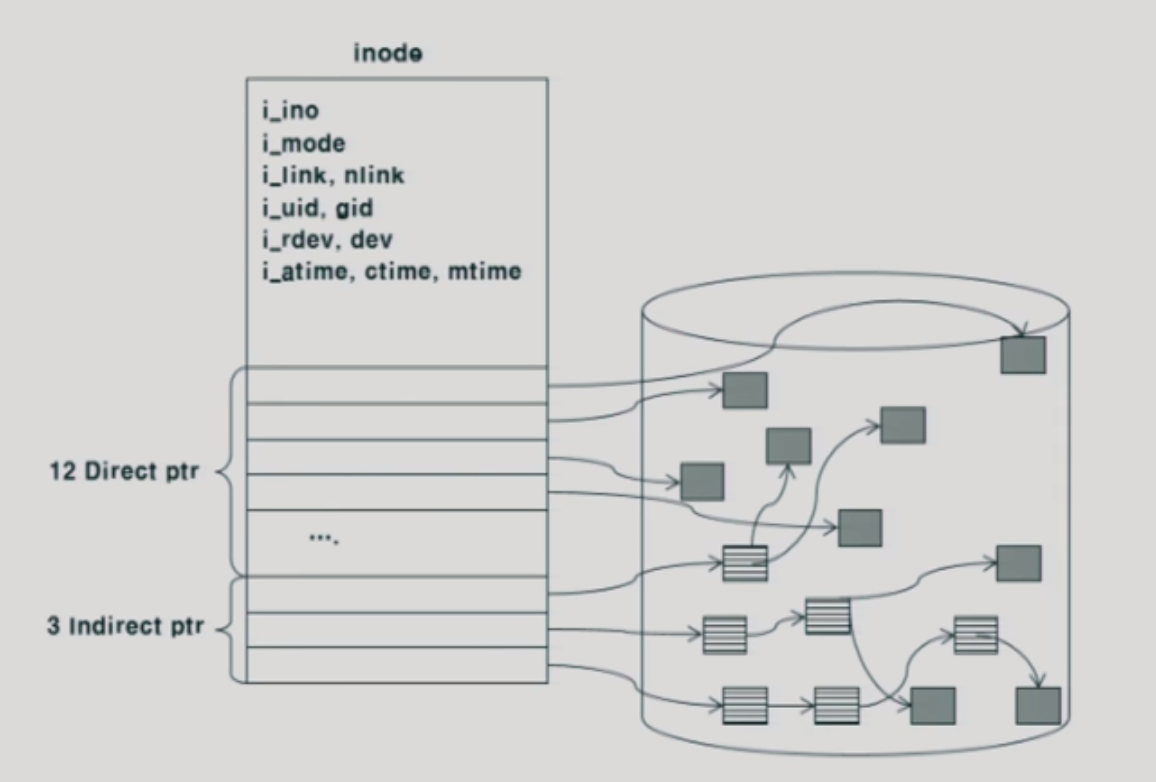 inode
i_ino
i_mode
i_link, nlink
i_uid, gid
i_rdev, dev
i_atime, ctime, mtime
12 Direct ptr
....
3 Indirect ptr